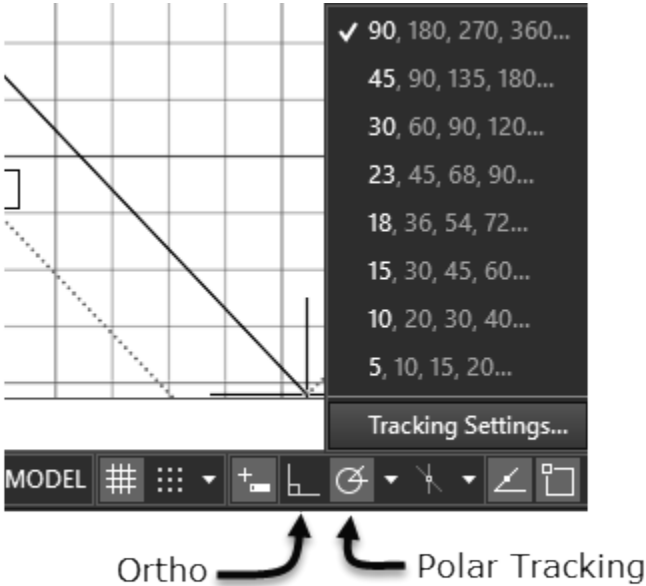 90, 180, 270, 360...
45, 90, 135, 180...
30, 60, 90, 120...
23, 45, 68, 90...
18, 36, 54, 72...
15, 30, 45, 60...
10, 20, 30, 40...
5, 10, 15, 20...
Tracking Settings...
MODEL
Ortho
Polar Tracking